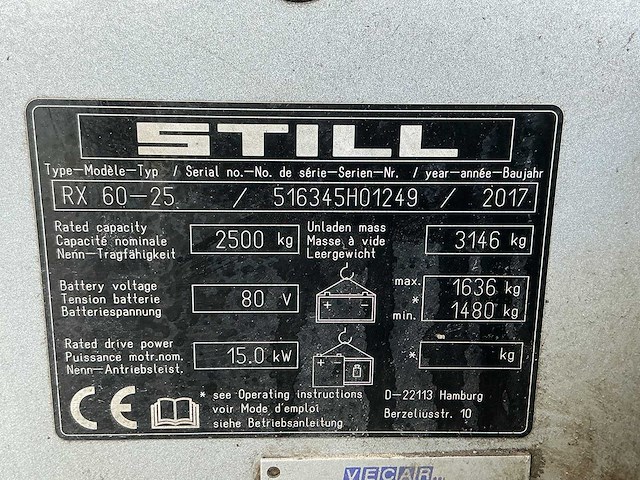 STILL
Type-Modèle-Typ / Serial no.-No. de série-Serien-Nr. / year-année-Baujahr
RX 60-25 / 516345H01249 / 2017
Rated capacity
Capacité nominale
Nenn-Tragfähigkeit
2500 kg
Unladen mass
Masse à vide
Leergewicht
3146 kg
Battery voltage
Tension batterie
Batteriespannung
80 V
max. 1636 kg
*
min. 1480 kg
Rated drive power
Puissance motr.nom.
Nenn-Antriebsleist.
15.0 kW
* kg
CE
* see Operating instructions
voir Mode d'emploi
siehe Betriebsanleitung
D-22113 Hamburg
Berzeliusstr. 10
VECAR